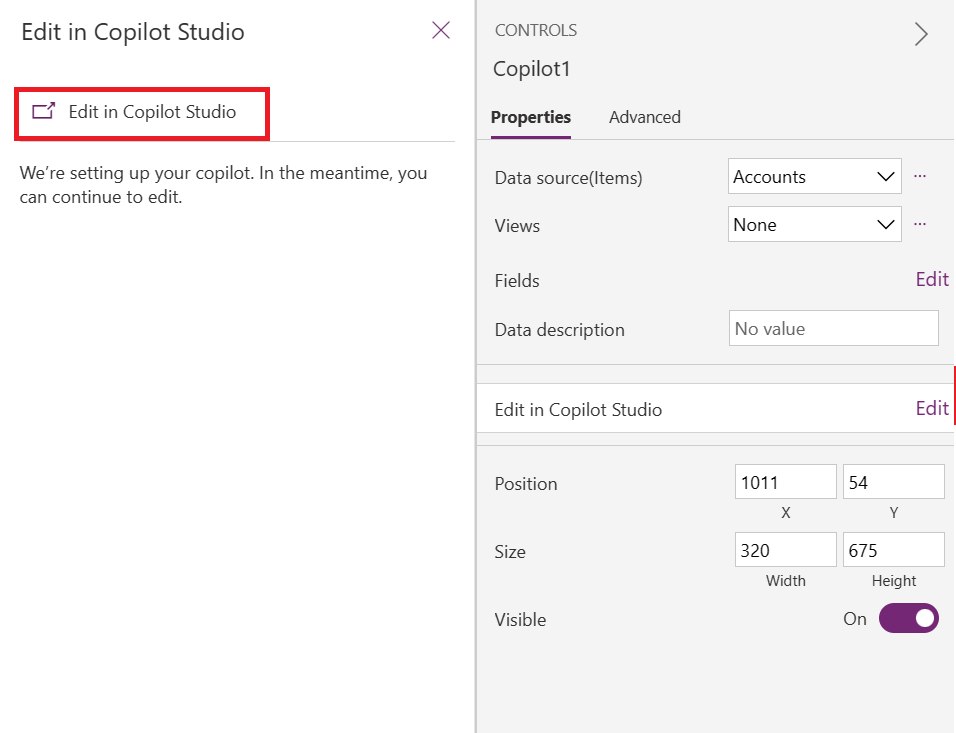 Edit in Copilot Studio
Edit in Copilot Studio
We’re setting up your copilot. In the meantime, you
can continue to edit.
CONTROLS
Copilot1
Properties Advanced
Data source(Items) Accounts ...
Views None ...
Fields Edit
Data description No value
Edit in Copilot Studio Edit
Position 1011 54
X Y
Size 320 675
Width Height
Visible On